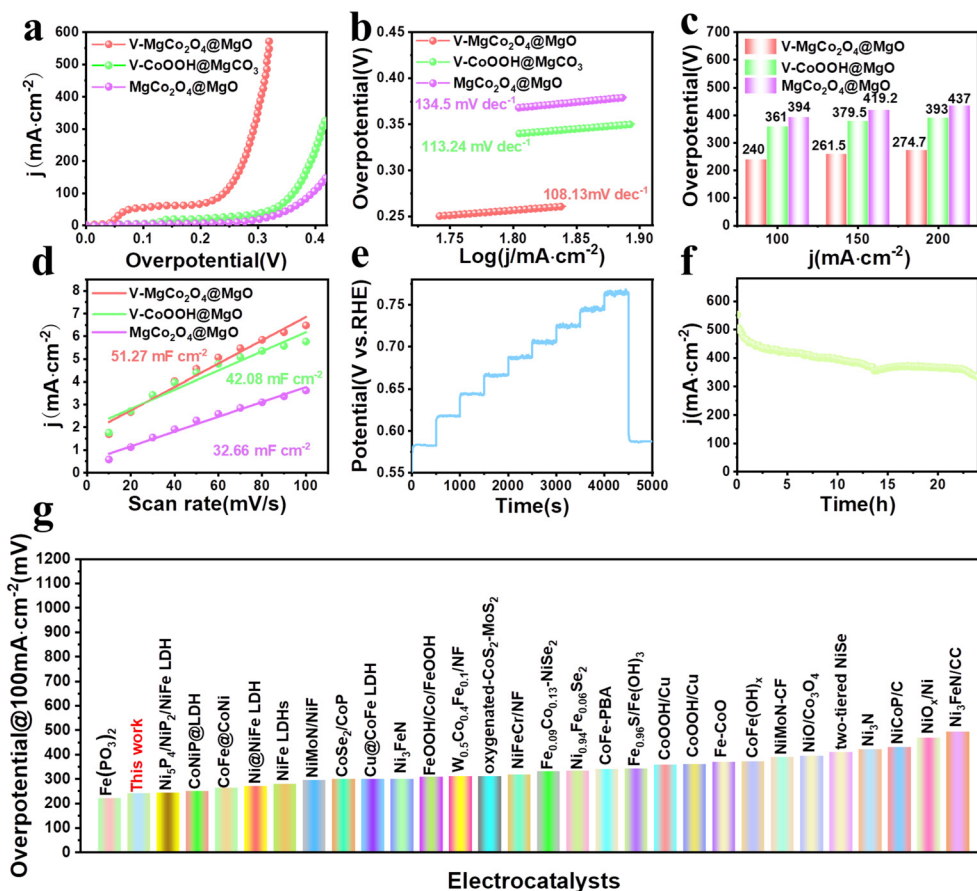 a
600
500
400
300
200
100
0
j (mA·cm-2)
V-MgCo2O4@MgO
V-CoOOH@MgCO3
MgCo2O4@MgO
0.0 0.1 0.2 0.3 0.4
Overpotential(V)
b
0.45
0.40
0.35
0.30
0.25
Overpotential(V)
V-MgCo2O4@MgO
V-CoOOH@MgCO3
MgCo2O4@MgO
134.5 mV dec-1
113.24 mV dec-1
108.13mV dec-1
1.75 1.80 1.85 1.90
Log(j/mA·cm-2)
c
750
600
450
300
150
0
Overpotential(V)
V-MgCo2O4@MgO
V-CoOOH@MgO
MgCo2O4@MgO
240 361 394
261.5 379.5 419.2
274.7 393 437
100 150 200
j(mA·cm-2)
d
8
7
6
5
4
3
2
1
0
j (mA·cm-2)
V-MgCo2O4@MgO
V-CoOOH@MgO
MgCo2O4@MgO
51.27 mF cm-2
42.08 mF cm-2
32.66 mF cm-2
20 40 60 80 100
Scan rate(mV/s)
e
0.75
0.70
0.65
0.60
0.55
Potential(V vs.RHE)
0 1000 2000 3000 4000 5000
Time(s)
f
600
500
400
300
200
100
0
j(mA·cm-2)
0 5 10 15 20
Time(h)
g
1200
1100
1000
900
800
700
600
500
400
300
200
100
0
Overpotential@100mA·cm-2(mV)
Fe(PO3)2
This work
Ni5P4/NiP2/NiFe LDH
CoNiP@LDH
CoFe@CoNi
Ni@NiFe LDH
NiFe LDHs
NiMoN/NiF
CoSe2/CoP
Cu@CoFe LDH
Ni3FeN
FeOOH/Co/FeOOH
W0.5Co0.4Fe0.1/NF
oxygenated-CoS2-MoS2
NiFeCr/NF
Fe0.09Co0.13-NiSe2
Ni0.94Fe0.06Se2
CoFe-PBA
Fe0.96S/Fe(OH)3
CoOOH/Cu
CoOOH/Cu
Fe-CoO
CoFe(OH)x
NiMoN-CF
NiO/Co3O4
two-tiered NiSe
Ni3N
NiCoP/C
NiOx/Ni
Ni3FeN/CC
Electrocatalysts